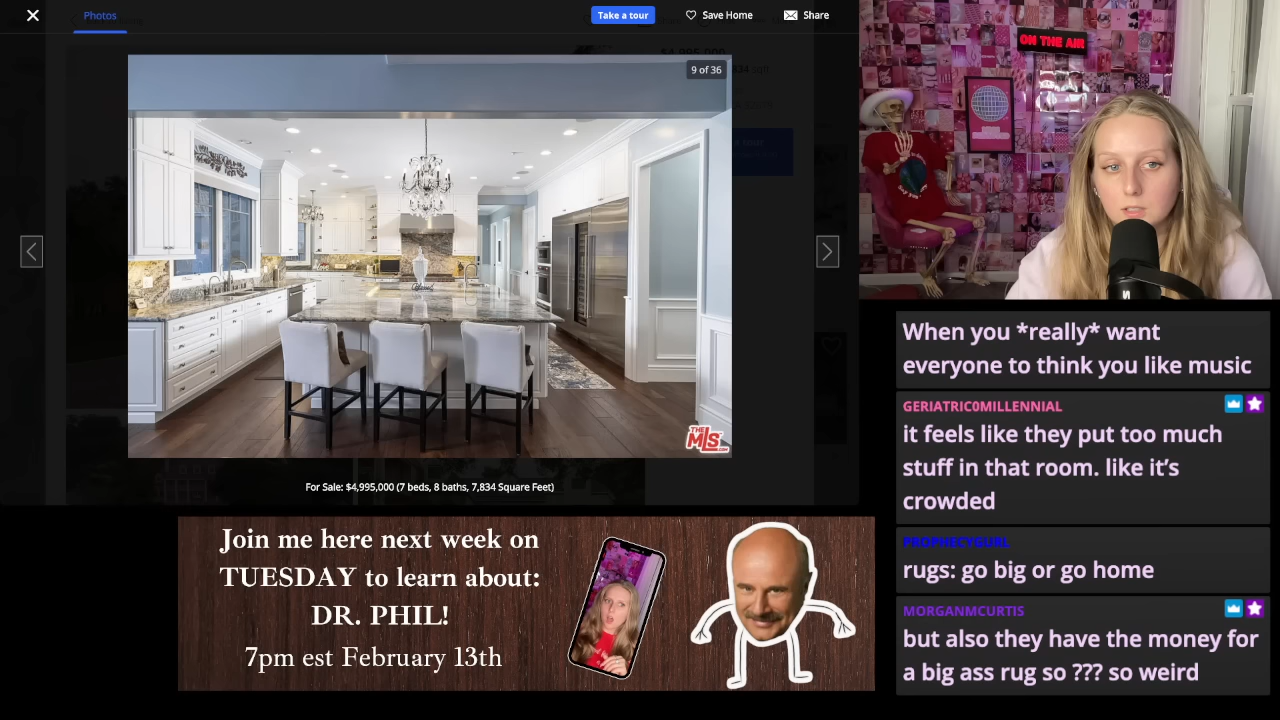 Photos
Take a tour
Save Home
Share
9 of 36
THE
MLS
.COM
For Sale: $4,995,000 (7 beds, 8 baths, 7,834 Square Feet)
ON THE AIR
When you *really* want
everyone to think you like music
GERIATRIC0MILLENNIAL
it feels like they put too much
stuff in that room. like it's
crowded
PROPHECYGURL
rugs: go big or go home
MORGANMCURTIS
but also they have the money for
a big ass rug so ??? so weird
Join me here next week on
TUESDAY to learn about:
DR. PHIL!
7pm est February 13th